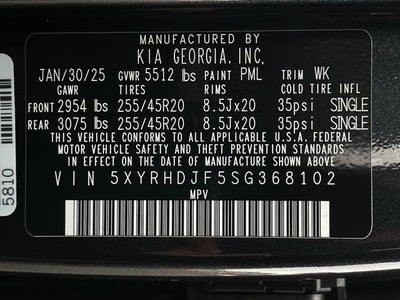 MANUFACTURED BY
KIA GEORGIA, INC.
JAN/30/25 GVWR 5512 lbs PAINT PML TRIM WK
GAWR TIRES RIMS COLD TIRE INFL
FRONT 2954 lbs 255/45R20 8.5Jx20 35psi SINGLE
REAR 3075 lbs 255/45R20 8.5Jx20 35psi SINGLE
THIS VEHICLE CONFORMS TO ALL APPLICABLE U.S.A. FEDERAL
MOTOR VEHICLE SAFETY AND THEFT PREVENTION STANDARDS
IN EFFECT ON THE DATE OF MANUFACTURE SHOWN ABOVE.
VIN 5XYRHDJF5SG368102
MPV
5810